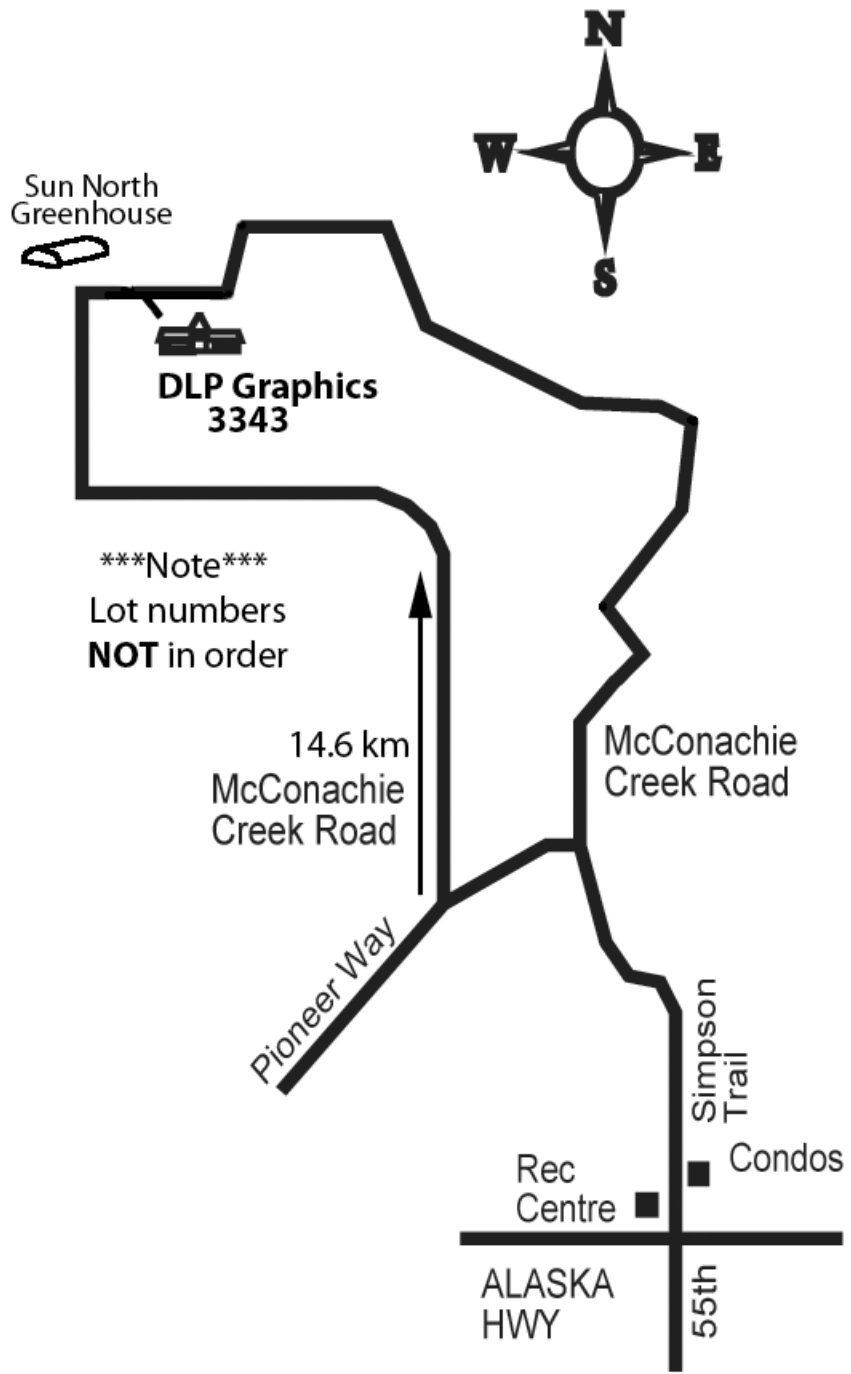 N
W
E
S
Sun North
Greenhouse
DLP Graphics
3343
***Note***
Lot numbers
NOT in order
14.6 km
McConachie
Creek Road
McConachie
Creek Road
Pioneer Way
Simpson
Trail
Condos
Rec
Centre
ALASKA
HWY
55th